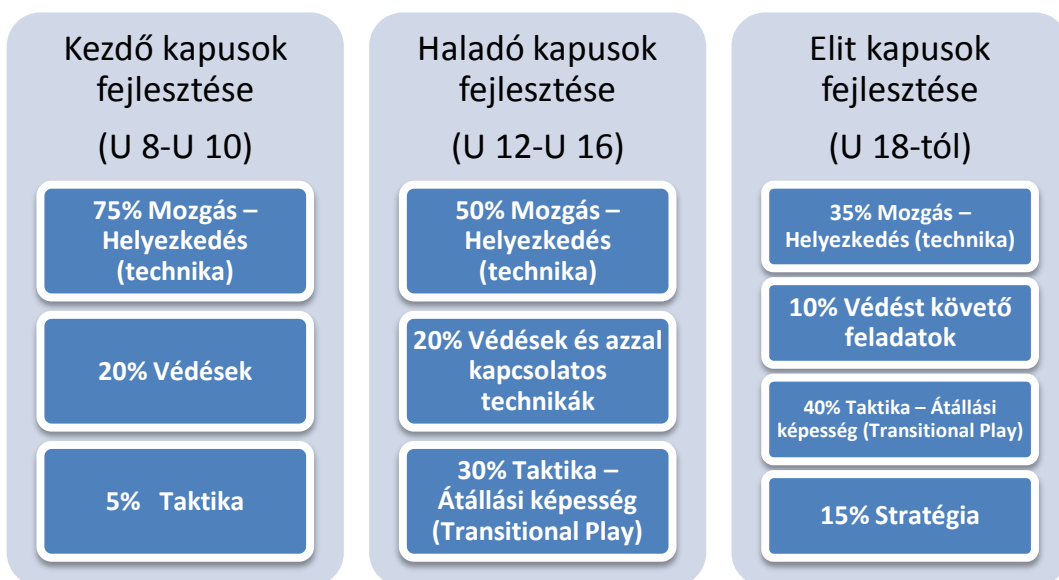 Kezdő kapusok
fejlesztése
(U 8-U 10)
75% Mozgás –
Helyezkedés
(technika)
20% Védések
5% Taktika
Haladó kapusok
fejlesztése
(U 12-U 16)
50% Mozgás –
Helyezkedés
(technika)
20% Védések és azzal
kapcsolatos
technikák
30% Taktika –
Átállási képesség
(Transitional Play)
Elit kapusok
fejlesztése
(U 18-tól)
35% Mozgás –
Helyezkedés (technika)
10% Védést követő
feladatok
40% Taktika – Átállási
képesség (Transitional Play)
15% Stratégia